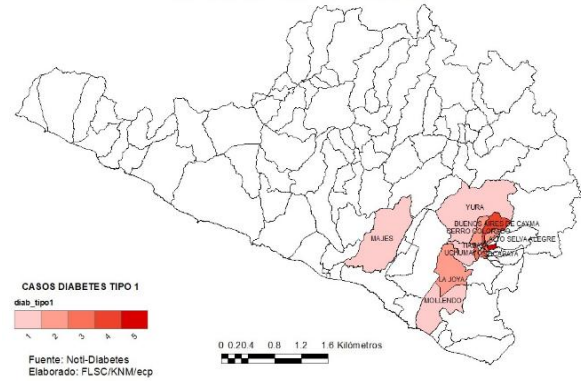 YURA
BUENOS AIRES DE CAYMA
CERRO COLORADO
ALTO SELVA ALEGRE
MAJES
LA JOYA
MOLLENDO
CASOS DIABETES TIPO 1
diab_tipo1
1 2 3 4 5
0 0.20.4 0.8 1.2 1.6 Kilómetros
Fuente: Noti-Diabetes
Elaborado: FLSC/KNM/ecp